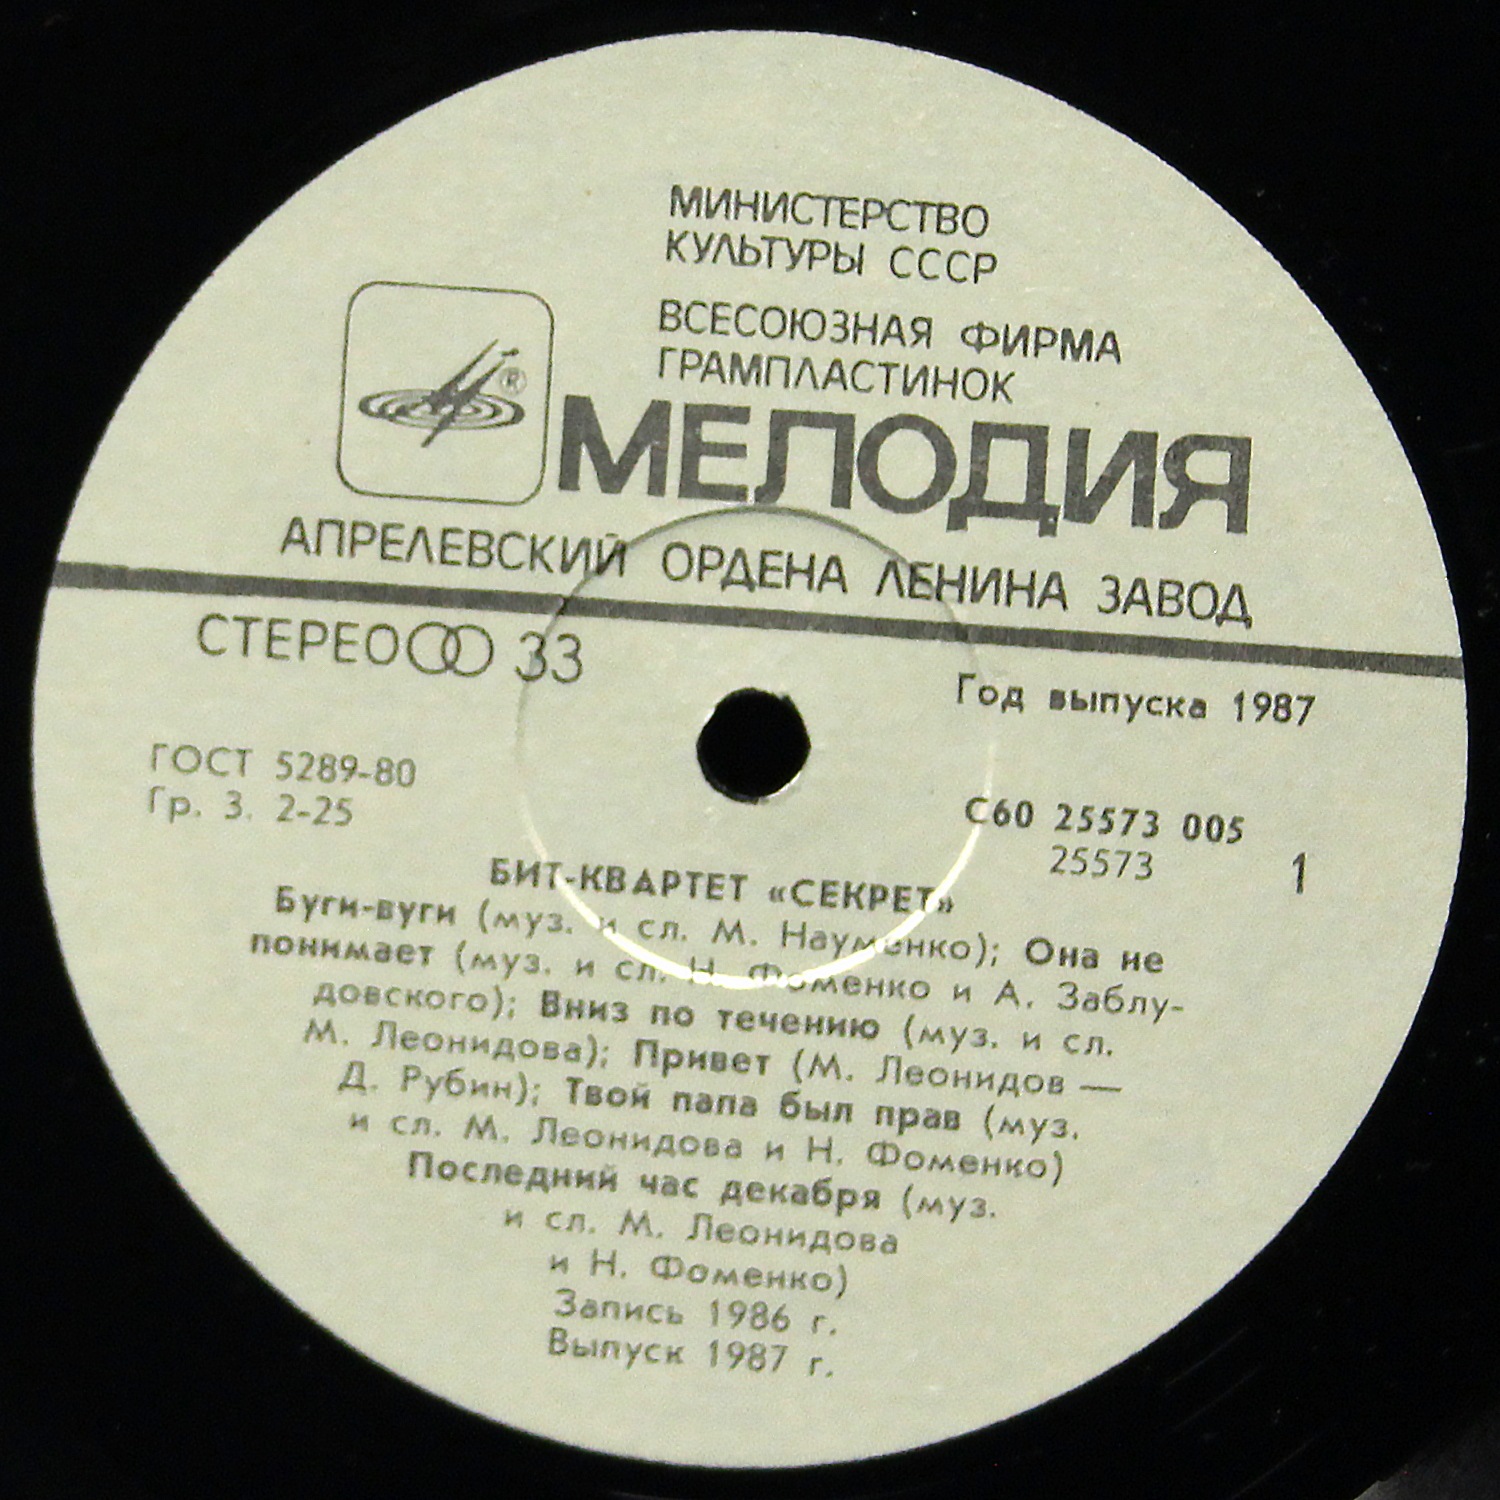 МИНИСТЕРСТВО
КУЛЬТУРЫ СССР
ВСЕСОЮЗНАЯ ФИРМА
ГРАМПЛАСТИНОК
®
МЕЛОДИЯ
АПРЕЛЕВСКИЙ ОРДЕНА ЛЕНИНА ЗАВОД
СТЕРЕО 33
Год выпуска 1987
ГОСТ 5289-80
Гр. 3. 2-25
С60 25573 005
25573
1
БИТ-КВАРТЕТ «СЕКРЕТ»
Буги-вуги (муз. и сл. М. Науменко); Она не
понимает (муз. и сл. Н. Фоменко и А. Заблу-
довского); Вниз по течению (муз. и сл.
М. Леонидова); Привет (М. Леонидов —
Д. Рубин); Твой папа был прав (муз.
и сл. М. Леонидова и Н. Фоменко)
Последний час декабря (муз.
и сл. М. Леонидова
и Н. Фоменко)
Запись 1986 г.
Выпуск 1987 г.